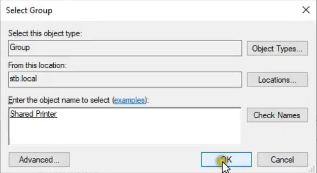 Select Group
Select this object type:
Group
Object Types...
From this location:
stb.local
Locations...
Enter the object name to select (examples):
Shared Printer
Check Names
Advanced...
OK
Cancel